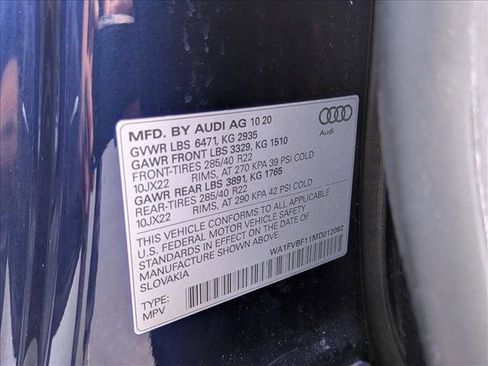 MFD. BY AUDI AG 10 20
GVWR LBS 6471, KG 2935
GAWR FRONT LBS 3329, KG 1510
FRONT-TIRES 285/40 R22
10JX22 RIMS, AT 270 KPA 39 PSI COLD
GAWR REAR LBS 3891, KG 1765
REAR-TIRES 285/40 R22
10JX22 RIMS, AT 290 KPA 42 PSI COLD
THIS VEHICLE CONFORMS TO ALL APPLICABLE
U.S. FEDERAL MOTOR VEHICLE SAFETY
STANDARDS IN EFFECT ON THE DATE OF
MANUFACTURE SHOWN ABOVE.
SLOVAKIA
WA1FVBF11MD012092
TYPE:
MPV
Audi